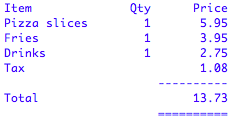 Item Qty Price
Pizza slices 1 5.95
Fries 1 3.95
Drinks 1 2.75
Tax 1.08
----------
Total 13.73
==========